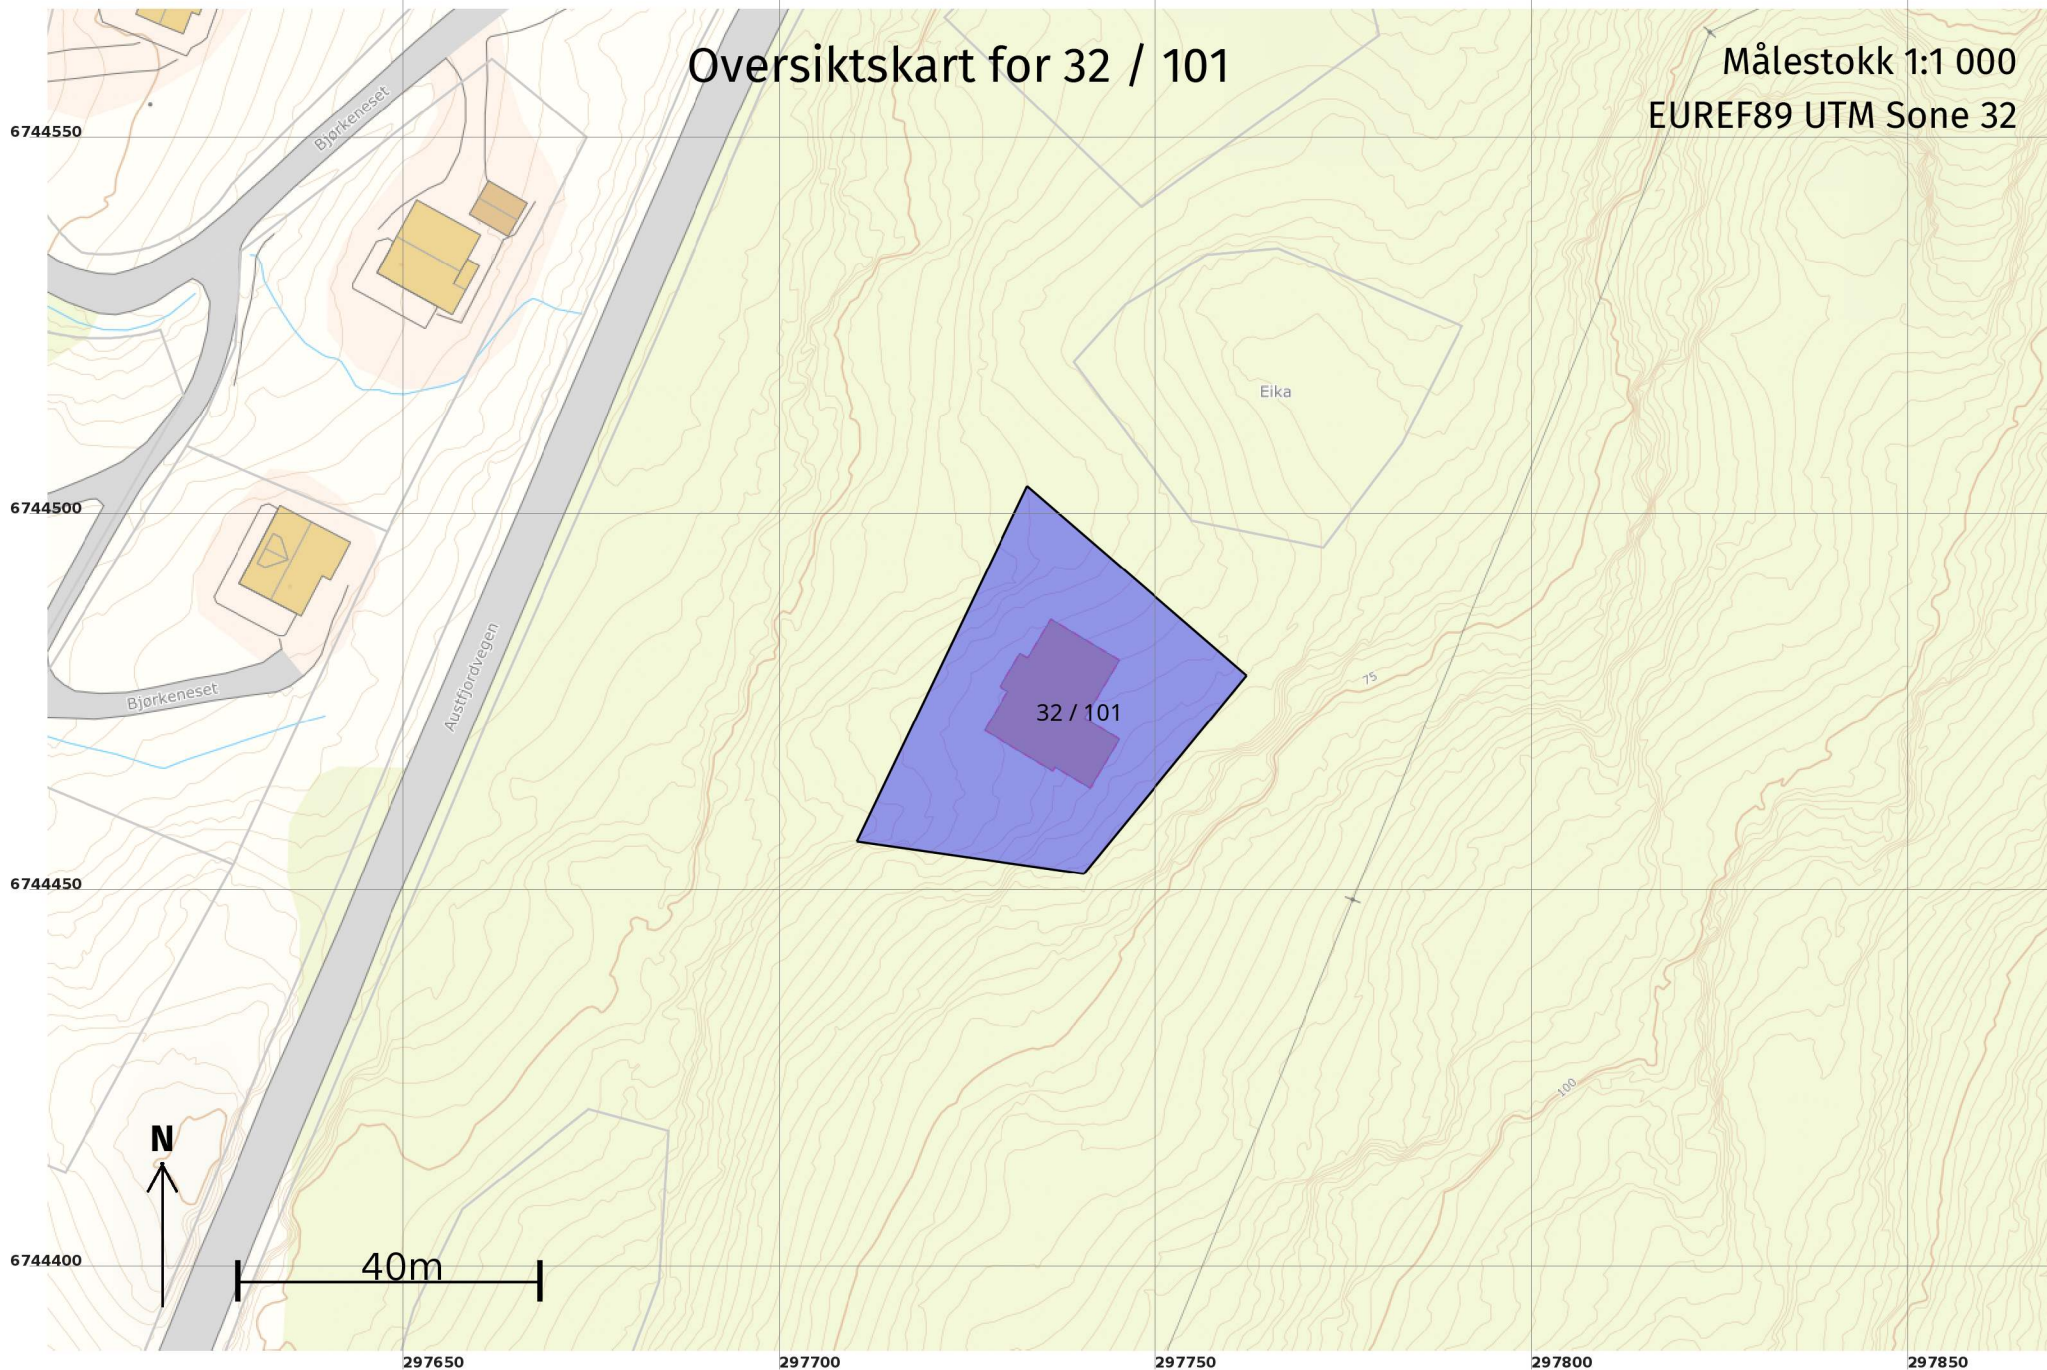 Oversiktskart for 32 / 101
Målestokk 1:1 000
EUREF89 UTM Sone 32
6744550
Bjørkeneset
Eika
6744500
Austfjordvegen
Bjørkeneset
75
32 / 101
6744450
100
N
6744400
40m
297650
297700
297750
297800
297850